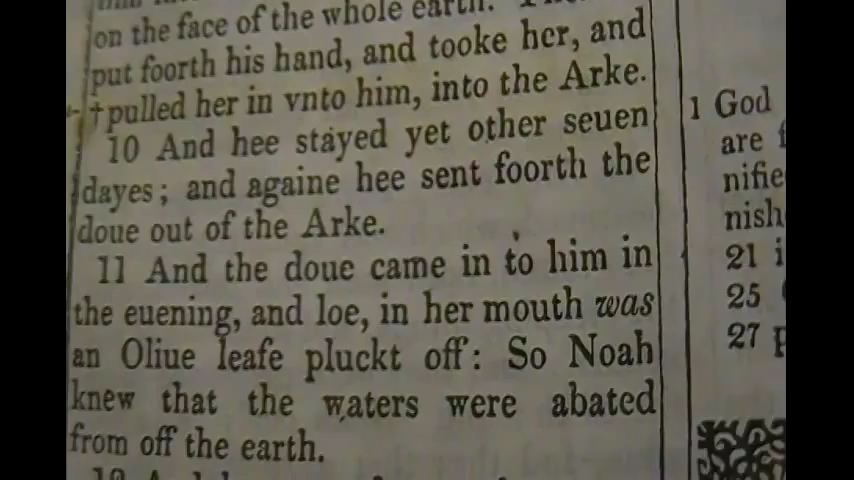 on the face of the whole earth.
put foorth his hand, and tooke her, and
†pulled her in vnto him, into the Arke.
10 And hee stayed yet other seuen
dayes; and againe hee sent foorth the
doue out of the Arke.
11 And the doue came in to him in
the euening, and loe, in her mouth was
an Oliue leafe pluckt off: So Noah
knew that the waters were abated
from off the earth.
1 God
are
nifie
nish
21 i
25
27